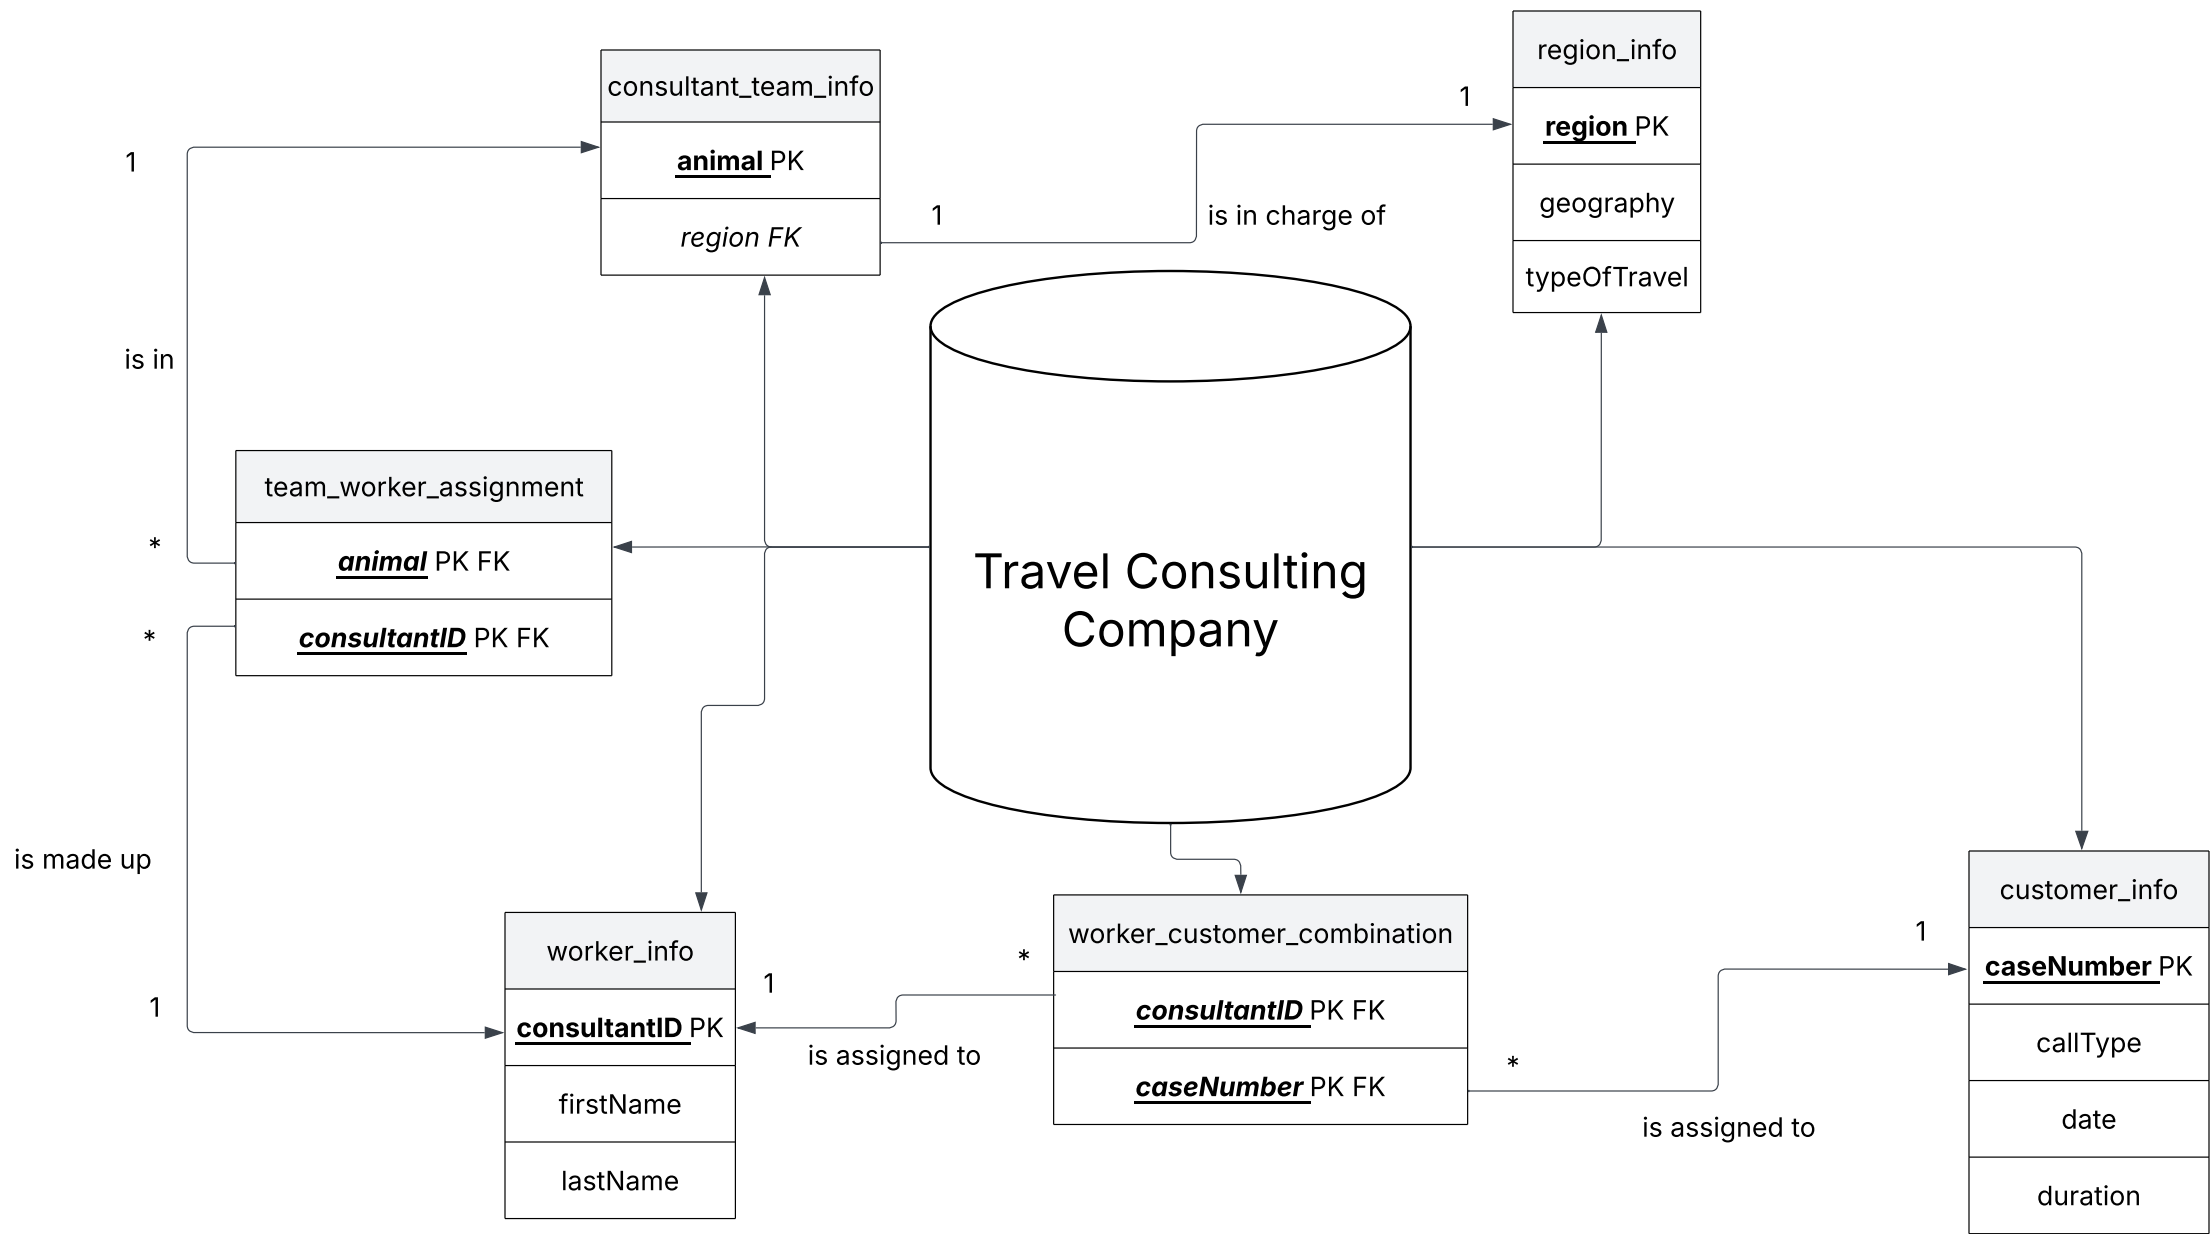 consultant_team_info
animal PK
region FK
region_info
region PK
geography
typeOfTravel
1
1
is in charge of
1
is in
*
team_worker_assignment
animal PK FK
consultantID PK FK
*
is made up
1
Travel Consulting
Company
worker_info
consultantID PK
firstName
lastName
1
*
is assigned to
worker_customer_combination
consultantID PK FK
caseNumber PK FK
*
1
is assigned to
customer_info
caseNumber PK
callType
date
duration